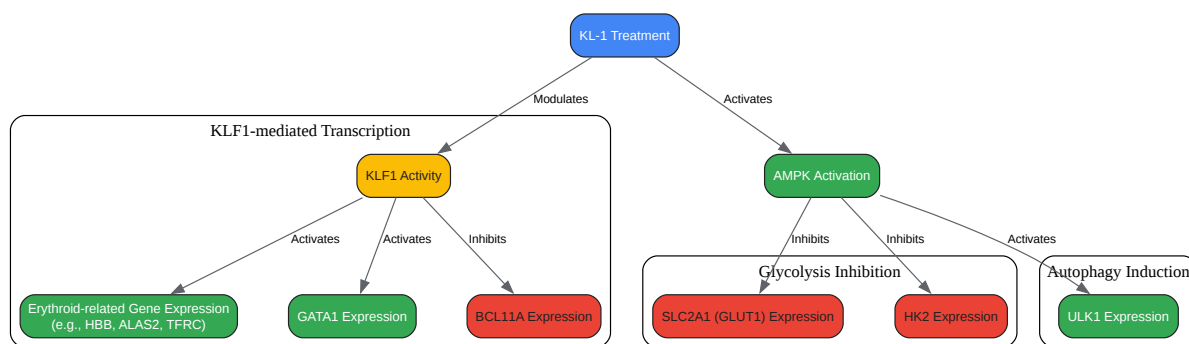 KL-1 Treatment
Modulates
Activates
KLF1-mediated Transcription
KLF1 Activity
AMPK Activation
Activates
Activates
Inhibits
Inhibits
Inhibits
Activates
Glycolysis Inhibition
Autophagy Induction
Erythroid-related Gene Expression
(e.g., HBB, ALAS2, TFRC)
GATA1 Expression
BCL11A Expression
SLC2A1 (GLUT1) Expression
HK2 Expression
ULK1 Expression